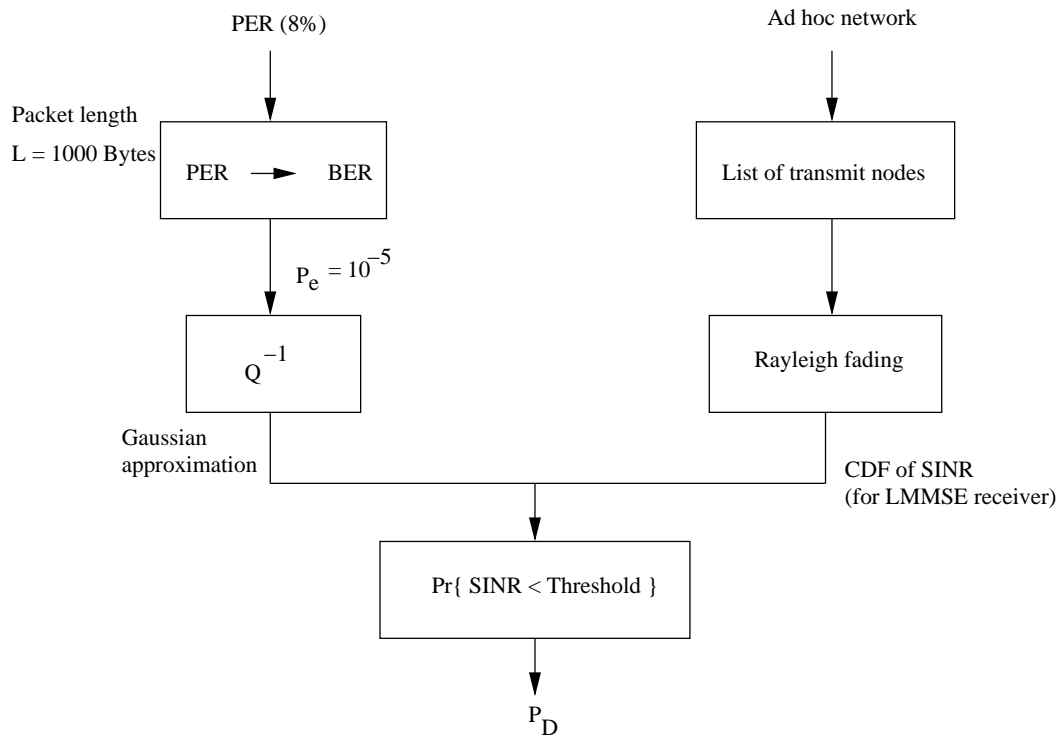 PER (8%)
Ad hoc network
Packet length
L = 1000 Bytes
PER BER
List of transmit nodes
P_e = 10^−5
Q^−1
Rayleigh fading
Gaussian
approximation
CDF of SINR
(for LMMSE receiver)
Pr{ SINR < Threshold }
P_D